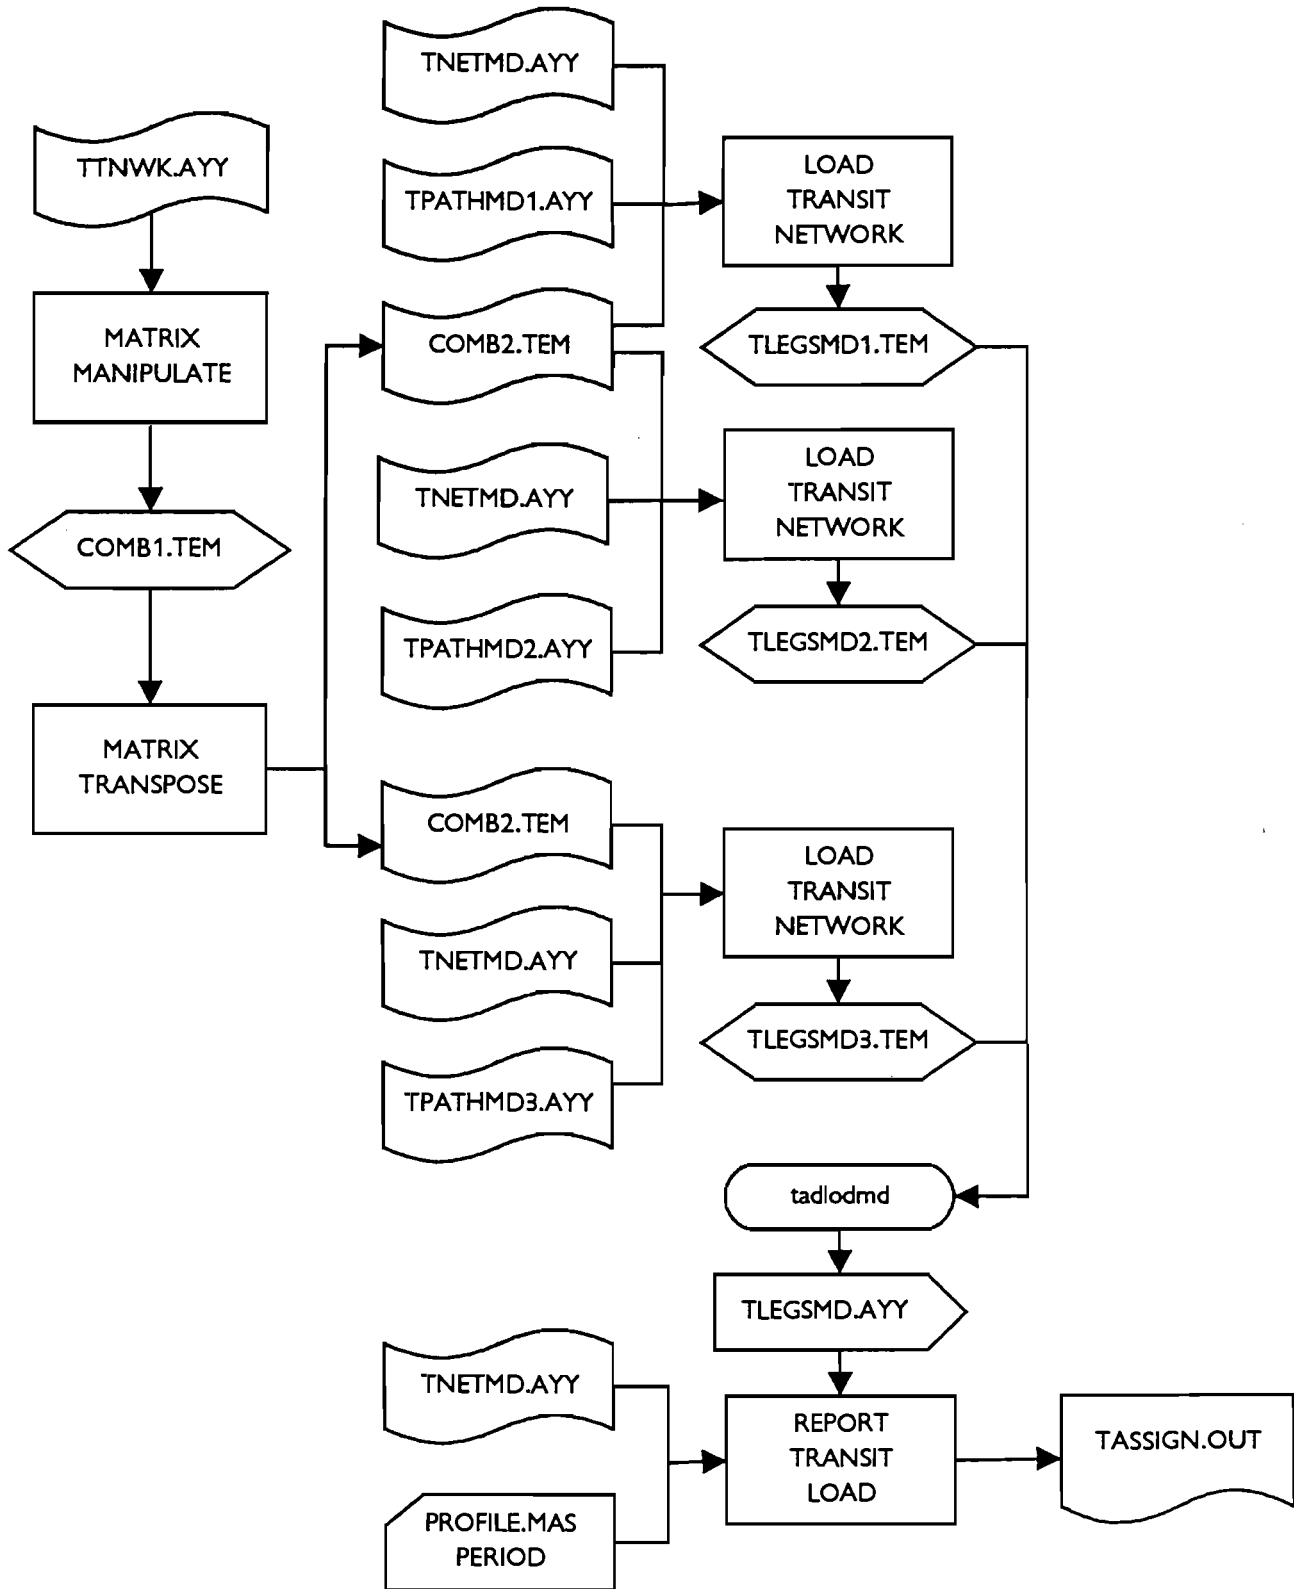 TNETMD.AYY
TTNWK.AYY
TPATHMD1.AYY
LOAD
TRANSIT
NETWORK
MATRIX
MANIPULATE
COMB2.TEM
TLEGSMD1.TEM
TNETMD.AYY
LOAD
TRANSIT
NETWORK
COMB1.TEM
TPATHMD2.AYY
TLEGSMD2.TEM
MATRIX
TRANSPOSE
COMB2.TEM
LOAD
TRANSIT
NETWORK
TNETMD.AYY
TLEGSMD3.TEM
TPATHMD3.AYY
tadlodmd
TLEGSMD.AYY
TNETMD.AYY
REPORT
TRANSIT
LOAD
TASSIGN.OUT
PROFILE.MAS
PERIOD